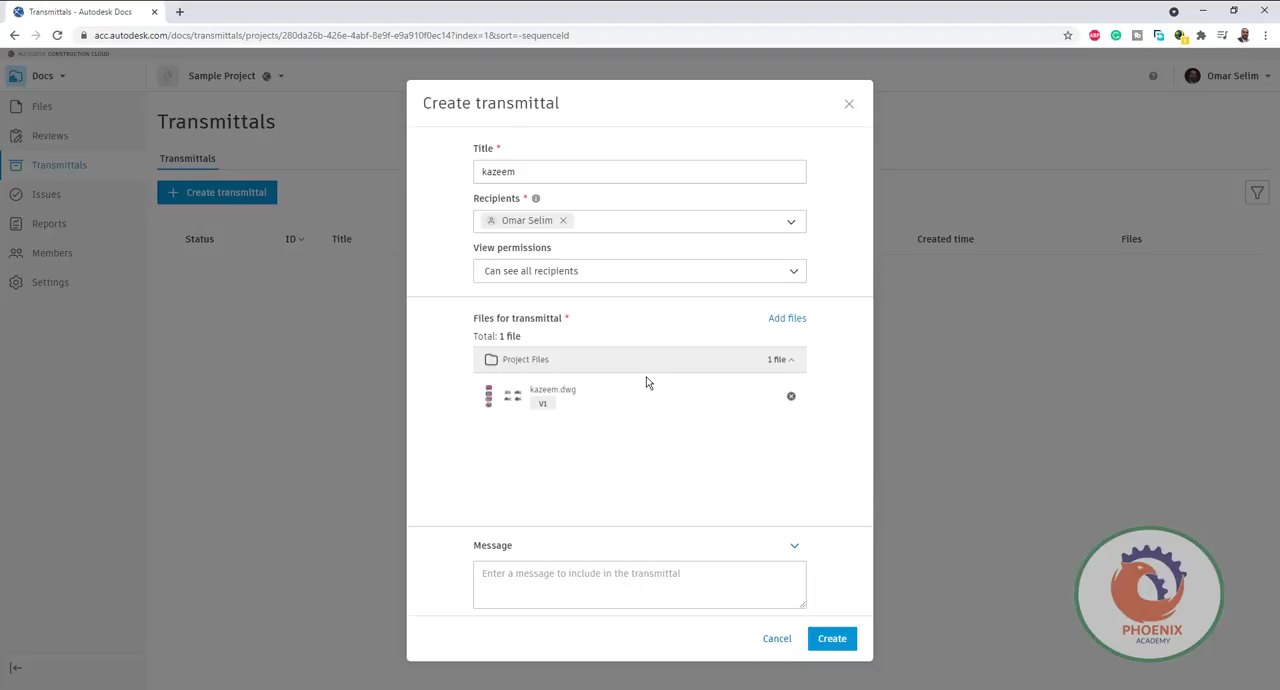 Transmittals - Autodesk Docs
acc.autodesk.com/docs/transmittals/projects/280da26b-426e-4abf-8e9f-e9a910f0ec14?index=1&sort=-sequenceId
AUTODESK CONSTRUCTION CLOUD
Docs
Sample Project
Omar Selim
Files
Reviews
Transmittals
Issues
Reports
Members
Settings
Transmittals
Transmittals
Create transmittal
Status ID Title Created time Files
Create transmittal
Title *
kazeem
Recipients *
Omar Selim
View permissions
Can see all recipients
Files for transmittal * Add files
Total: 1 file
Project Files 1 file
kazeem.dwg
V1
Message
Enter a message to include in the transmittal
Cancel Create
PHOENIX
ACADEMY